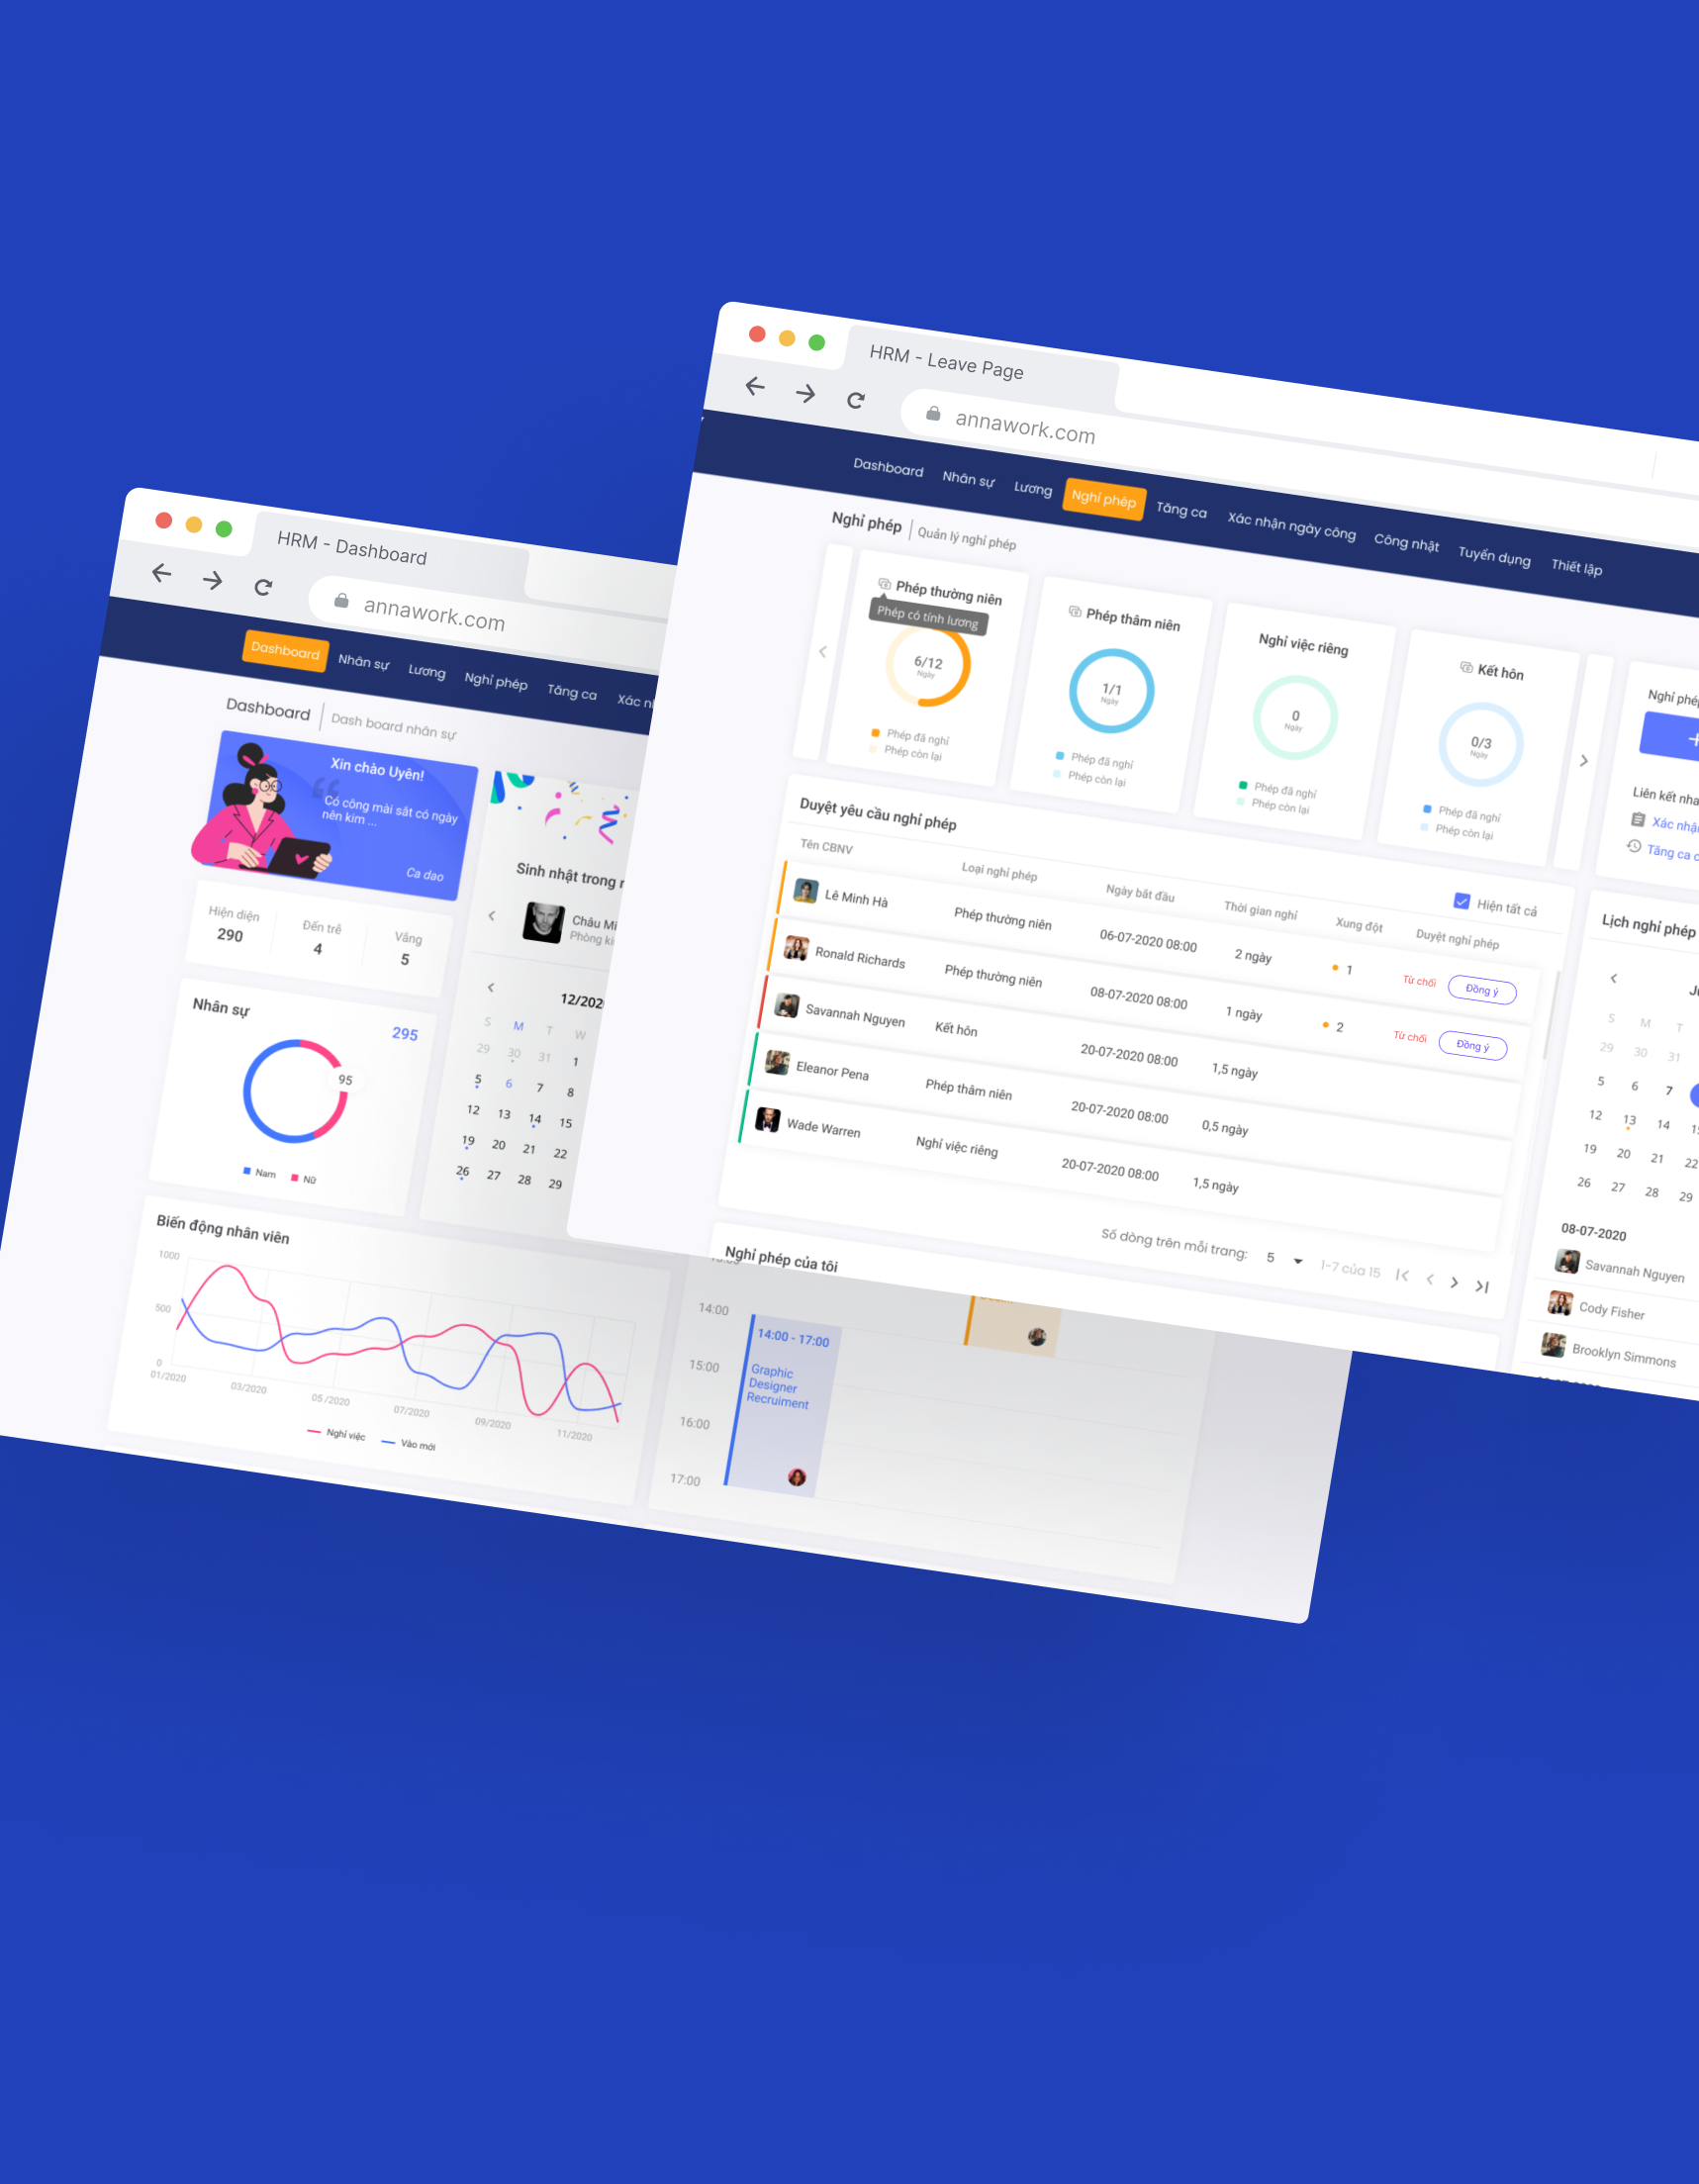 HRM - Leave Page
annawork.com
Dashboard Nhân sự Lương Nghỉ phép Tăng ca Xác nhận ngày công Công nhật Tuyển dụng Thiết lập
Nghỉ phép Quản lý nghỉ phép
Phép thường niên
Phép có tính lương
6/12
Ngày
Phép đã nghỉ
Phép còn lại
Phép thâm niên
1/1
Ngày
Phép đã nghỉ
Phép còn lại
Nghỉ việc riêng
0
Ngày
Phép đã nghỉ
Phép còn lại
Kết hôn
0/3
Ngày
Phép đã nghỉ
Phép còn lại
Duyệt yêu cầu nghỉ phép
Hiện tất cả
Tên CBNV Loại nghỉ phép Ngày bắt đầu Thời gian nghỉ Xung đột Duyệt nghỉ phép
Lê Minh Hà Phép thường niên 06-07-2020 08:00 2 ngày 1 Từ chối Đồng ý
Ronald Richards Phép thường niên 08-07-2020 08:00 1 ngày 2 Từ chối Đồng ý
Savannah Nguyen Kết hôn 20-07-2020 08:00 1,5 ngày
Eleanor Pena Phép thâm niên 20-07-2020 08:00 0,5 ngày
Wade Warren Nghỉ việc riêng 20-07-2020 08:00 1,5 ngày
Số dòng trên mỗi trang: 5 1-7 của 15
Nghỉ phép của tôi
Nghỉ phép
Liên kết
Xác
Tăng ca
Lịch nghỉ phép
S M T
29 30 31
5 6 7
12 13 14
19 20 21 22
26 27 28 29
08-07-2020
Savannah Nguyen
Cody Fisher
Brooklyn Simmons
HRM - Dashboard
annawork.com
Dashboard Nhân sự Lương Nghỉ phép Tăng ca Xác
Dashboard Dash board nhân sự
Xin chào Uyên!
Có công mài sắt có ngày
nên kim ...
Ca dao
Hiện diện Đến trễ Vắng
290 4 5
Nhân sự
295
95
Nam Nữ
Sinh nhật trong
Châu
Phòng
12/202
S M T W
29 30 31 1
5 6 7 8
12 13 14 15
19 20 21 22
26 27 28 29
Biến động nhân viên
1000
500
0
01/2020 03/2020 05/2020 07/2020 09/2020 11/2020
Nghỉ việc Vào mới
14:00
15:00
16:00
17:00
14:00 - 17:00
Graphic
Designer
Recruiment